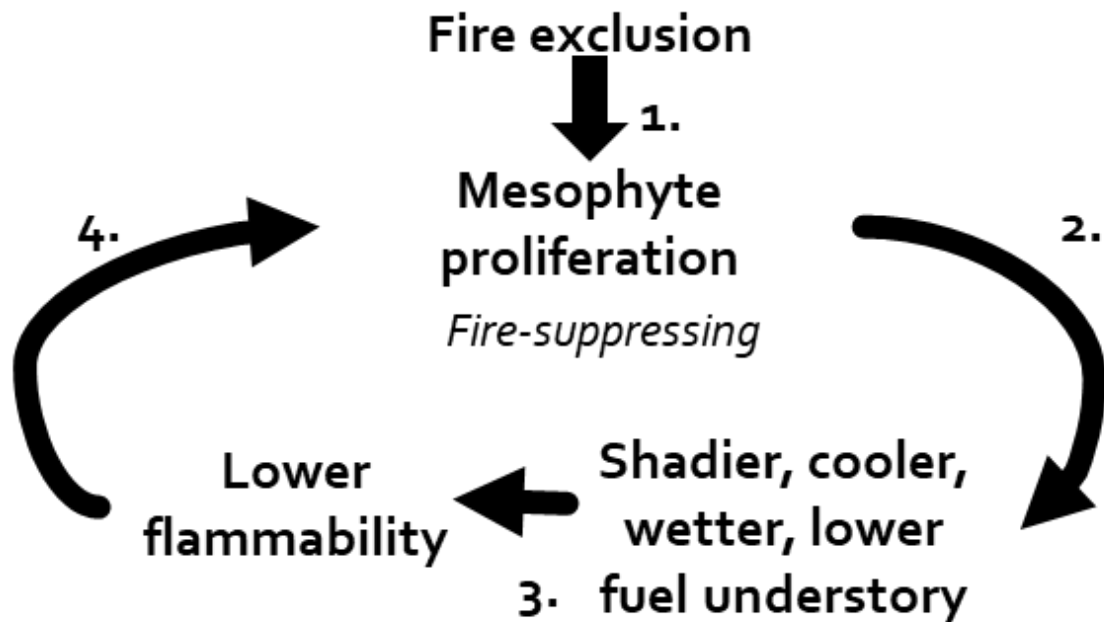 Fire exclusion
1.
Mesophyte
proliferation
Fire-suppressing
2.
Shadier, cooler,
wetter, lower
fuel understory
3.
Lower
flammability
4.